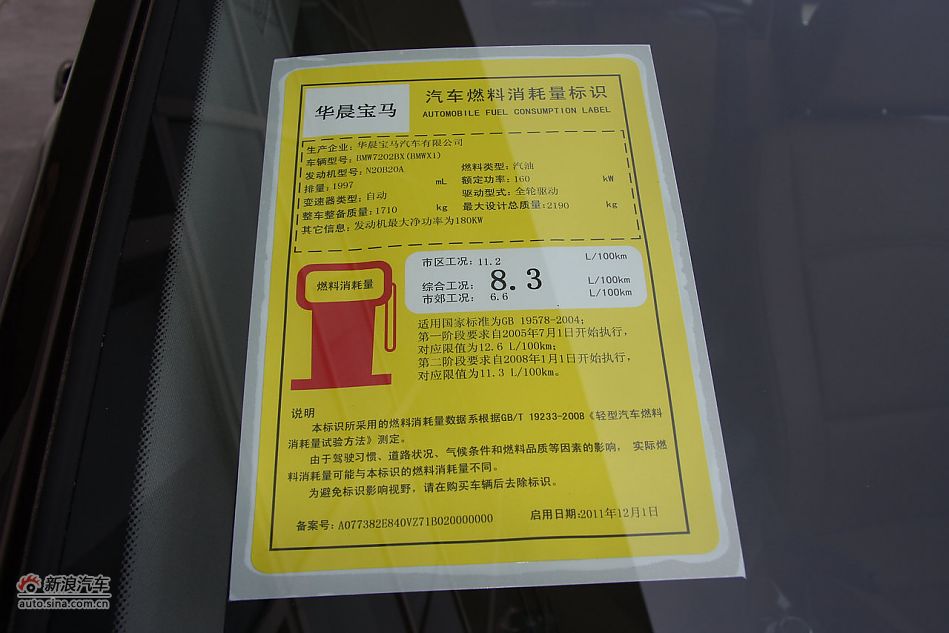 华晨宝马
汽车燃料消耗量标识
AUTOMOBILE FUEL CONSUMPTION LABEL
生产企业：华晨宝马汽车有限公司
车辆型号：BMW7202BX(BMWX1)
发动机型号：N20B20A 燃料类型：汽油
排量：1997 mL 额定功率：160 kW
变速器类型：自动 驱动型式：全轮驱动
整车整备质量：1710 kg 最大设计总质量：2190 kg
其它信息：发动机最大净功率为180KW
燃料消耗量
市区工况：11.2 L/100km
综合工况：8.3 L/100km
市郊工况：6.6 L/100km
适用国家标准为GB 19578-2004；
第一阶段要求自2005年7月1日开始执行，
对应限值为12.6 L/100km；
第二阶段要求自2008年1月1日开始执行，
对应限值为11.3 L/100km。
说明
本标识所采用的燃料消耗量数据系根据GB/T 19233-2008《轻型汽车燃料
消耗量试验方法》测定。
由于驾驶习惯、道路状况、气候条件和燃料品质等因素的影响，实际燃
料消耗量可能与本标识的燃料消耗量不同。
为避免标识影响视野，请在购买车辆后去除标识。
备案号：A077382E840VZ71B020000000 启用日期：2011年12月1日
新浪汽车
auto.sina.com.cn